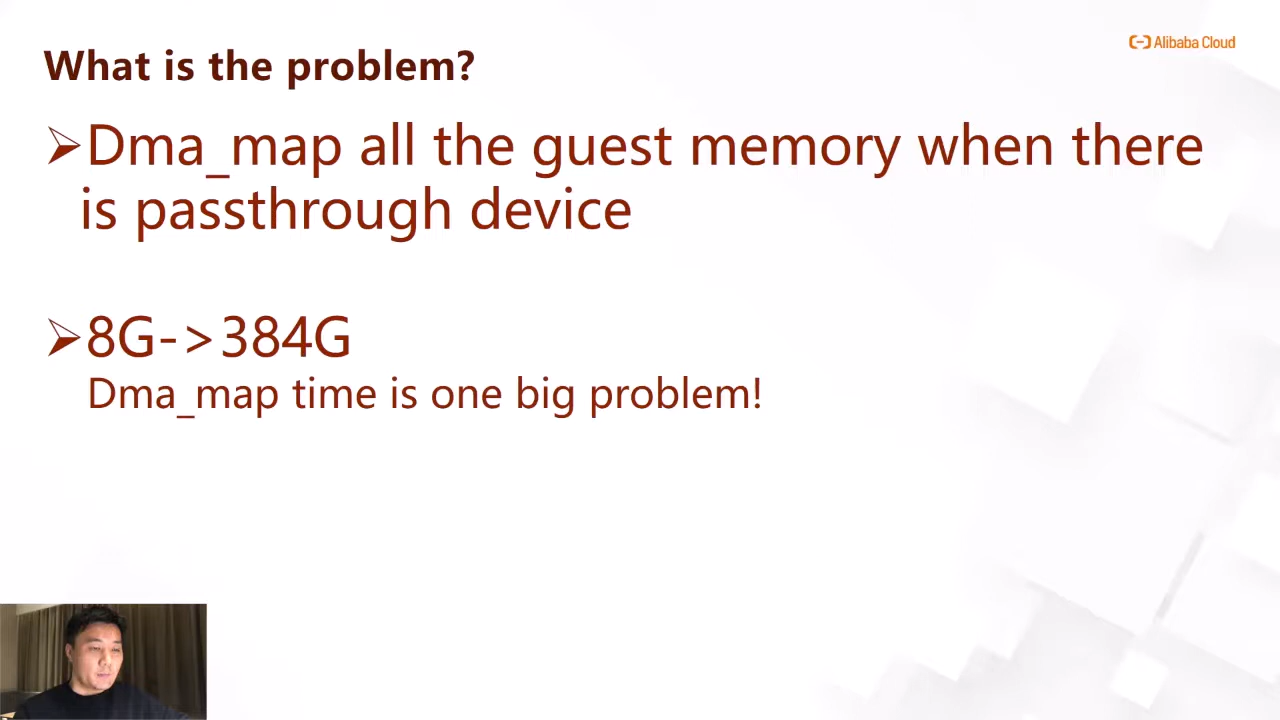 What is the problem?
Alibaba Cloud
Dma_map all the guest memory when there
is passthrough device
8G->384G
Dma_map time is one big problem!